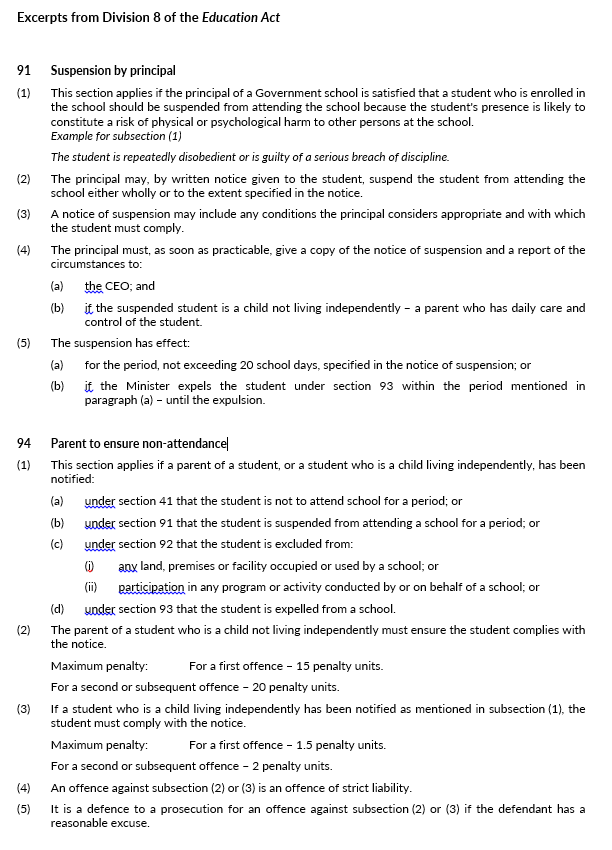 Excerpts from Division 8 of the Education Act
91 Suspension by principal
(1) This section applies if the principal of a Government school is satisfied that a student who is enrolled in
the school should be suspended from attending the school because the student's presence is likely to
constitute a risk of physical or psychological harm to other persons at the school.
Example for subsection (1)
The student is repeatedly disobedient or is guilty of a serious breach of discipline.
(2) The principal may, by written notice given to the student, suspend the student from attending the
school either wholly or to the extent specified in the notice.
(3) A notice of suspension may include any conditions the principal considers appropriate and with which
the student must comply.
(4) The principal must, as soon as practicable, give a copy of the notice of suspension and a report of the
circumstances to:
(a) the CEO; and
(b) if the suspended student is a child not living independently – a parent who has daily care and
control of the student.
(5) The suspension has effect:
(a) for the period, not exceeding 20 school days, specified in the notice of suspension; or
(b) if the Minister expels the student under section 93 within the period mentioned in
paragraph (a) – until the expulsion.
94 Parent to ensure non-attendance
(1) This section applies if a parent of a student, or a student who is a child living independently, has been
notified:
(a) under section 41 that the student is not to attend school for a period; or
(b) under section 91 that the student is suspended from attending a school for a period; or
(c) under section 92 that the student is excluded from:
(i) any land, premises or facility occupied or used by a school; or
(ii) participation in any program or activity conducted by or on behalf of a school; or
(d) under section 93 that the student is expelled from a school.
(2) The parent of a student who is a child not living independently must ensure the student complies with
the notice.
Maximum penalty: For a first offence – 15 penalty units.
For a second or subsequent offence – 20 penalty units.
(3) If a student who is a child living independently has been notified as mentioned in subsection (1), the
student must comply with the notice.
Maximum penalty: For a first offence – 1.5 penalty units.
For a second or subsequent offence – 2 penalty units.
(4) An offence against subsection (2) or (3) is an offence of strict liability.
(5) It is a defence to a prosecution for an offence against subsection (2) or (3) if the defendant has a
reasonable excuse.